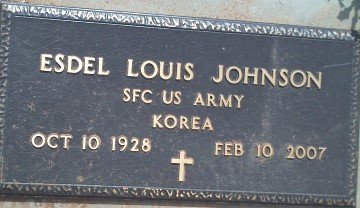 ESDEL LOUIS JOHNSON
SFC US ARMY
KOREA
OCT 10 1928 FEB 10 2007